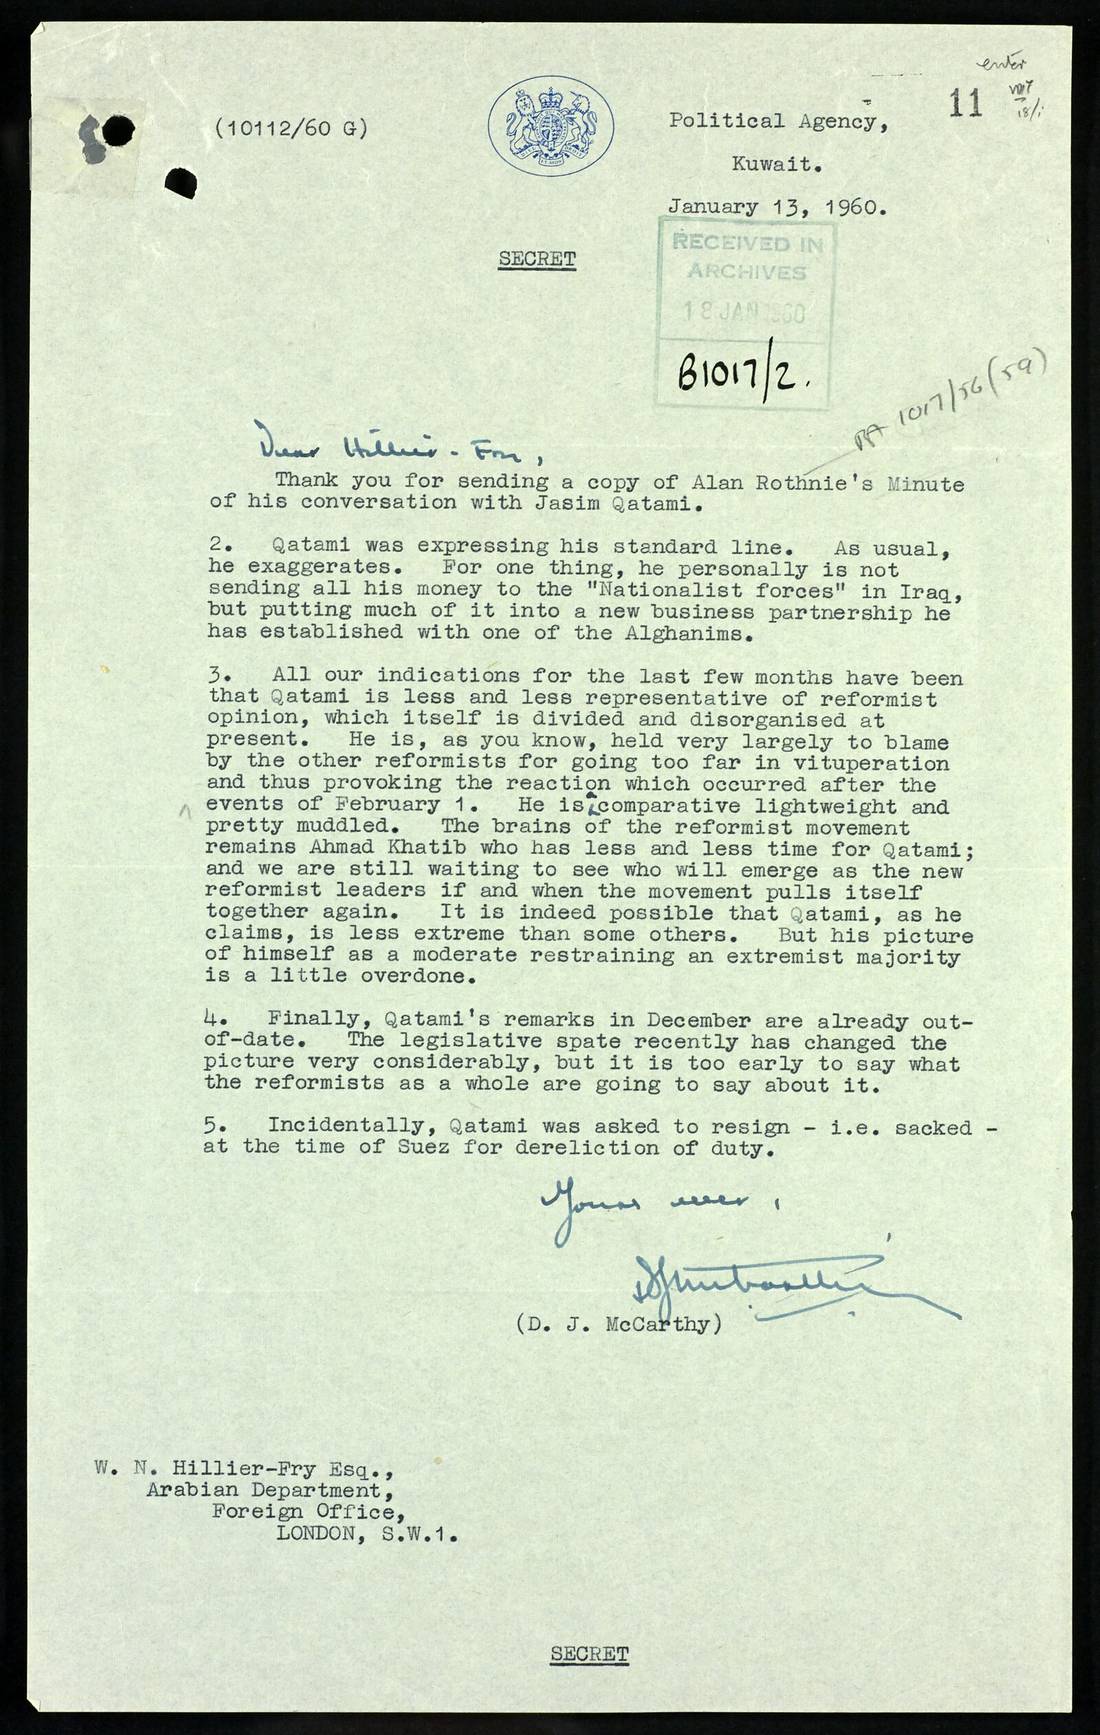 enter
11
(10112/60 G)
Political Agency,
Kuwait.
January 13, 1960.
SECRET
RECEIVED IN
ARCHIVES
18 JAN 1960
B1017/2.
BA 1017/56(59)
Dear Hillier-Fry,
Thank you for sending a copy of Alan Rothnie's Minute
of his conversation with Jasim Qatami.
2. Qatami was expressing his standard line. As usual,
he exaggerates. For one thing, he personally is not
sending all his money to the "Nationalist forces" in Iraq,
but putting much of it into a new business partnership he
has established with one of the Alghanims.
3. All our indications for the last few months have been
that Qatami is less and less representative of reformist
opinion, which itself is divided and disorganised at
present. He is, as you know, held very largely to blame
by the other reformists for going too far in vituperation
and thus provoking the reaction which occurred after the
events of February 1. He is a comparative lightweight and
pretty muddled. The brains of the reformist movement
remains Ahmad Khatib who has less and less time for Qatami;
and we are still waiting to see who will emerge as the new
reformist leaders if and when the movement pulls itself
together again. It is indeed possible that Qatami, as he
claims, is less extreme than some others. But his picture
of himself as a moderate restraining an extremist majority
is a little overdone.
4. Finally, Qatami's remarks in December are already out-
of-date. The legislative spate recently has changed the
picture very considerably, but it is too early to say what
the reformists as a whole are going to say about it.
5. Incidentally, Qatami was asked to resign - i.e. sacked -
at the time of Suez for dereliction of duty.
Yours ever,
(D. J. McCarthy)
W. N. Hillier-Fry Esq.,
Arabian Department,
Foreign Office,
LONDON, S.W.1.
SECRET